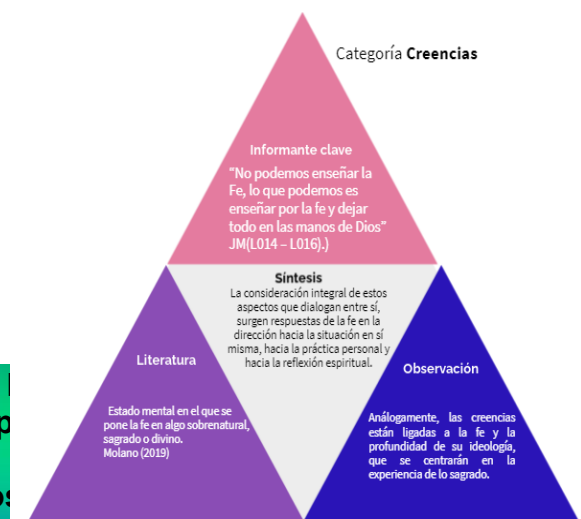 Categoría Creencias
Informante clave
"No podemos enseñar la
Fe, lo que podemos es
enseñar por la fe y dejar
todo en las manos de Dios"
JM(L014 – L016).)
Síntesis
La consideración integral de estos
aspectos que dialogan entre sí,
surgen respuestas de la fe en la
dirección hacia la situación en sí
misma, hacia la práctica personal y
hacia la reflexión espiritual.
Literatura
Estado mental en el que se
pone la fe en algo sobrenatural,
sagrado o divino.
Molano (2019)
Observación
Análogamente, las creencias
están ligadas a la fe y la
profundidad de su ideología,
que se centrarán en la
experiencia de lo sagrado.